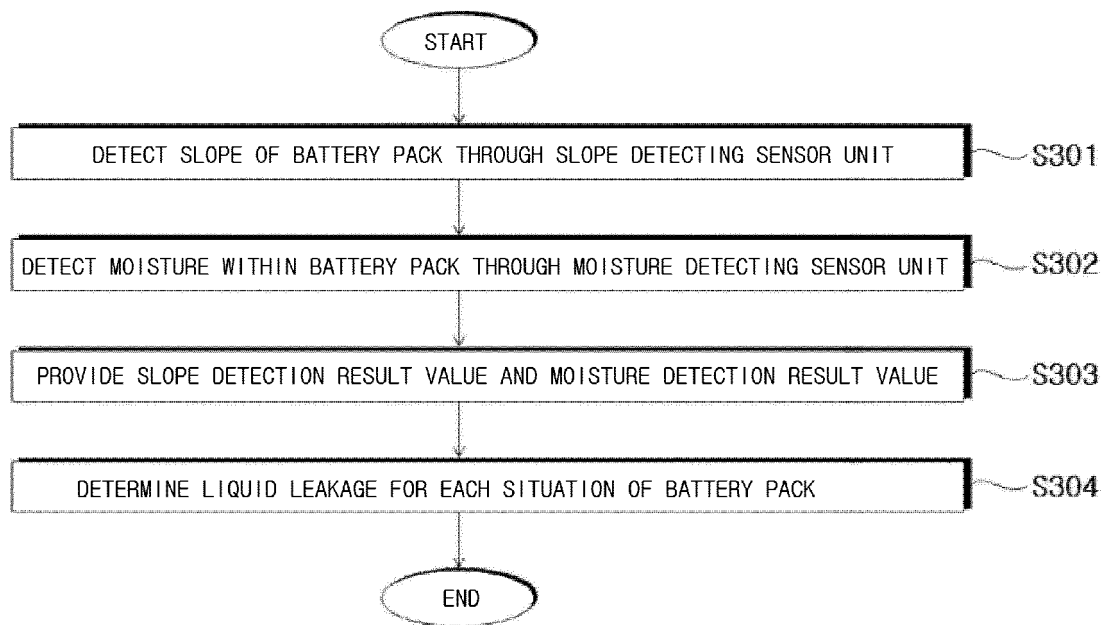 START
DETECT SLOPE OF BATTERY PACK THROUGH SLOPE DETECTING SENSOR UNIT
S301
DETECT MOISTURE WITHIN BATTERY PACK THROUGH MOISTURE DETECTING SENSOR UNIT
S302
PROVIDE SLOPE DETECTION RESULT VALUE AND MOISTURE DETECTION RESULT VALUE
S303
DETERMINE LIQUID LEAKAGE FOR EACH SITUATION OF BATTERY PACK
S304
END